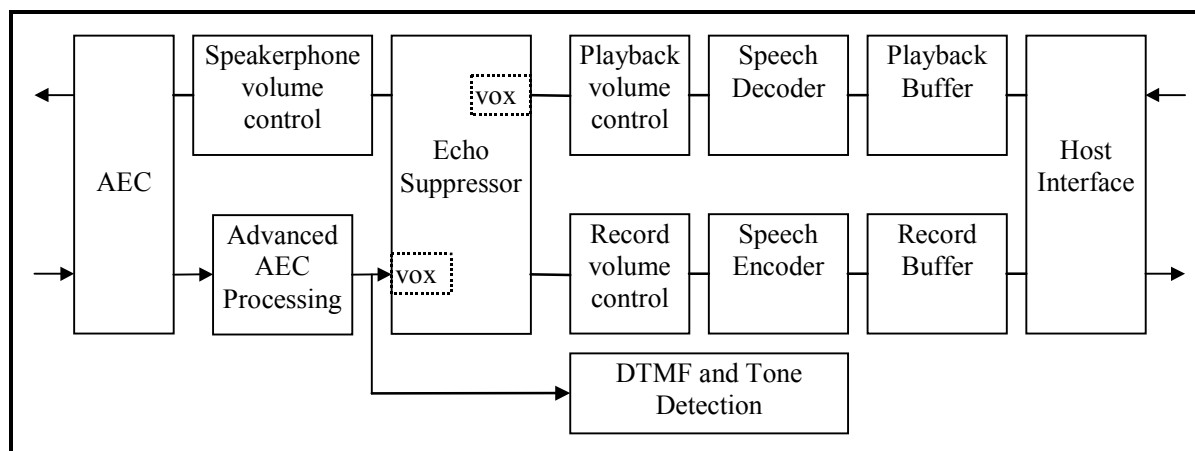 Speakerphone
volume
control
vox
Playback
volume
control
Speech
Decoder
Playback
Buffer
AEC
Echo
Suppressor
Host
Interface
Advanced
AEC
Processing
vox
Record
volume
control
Speech
Encoder
Record
Buffer
DTMF and Tone
Detection